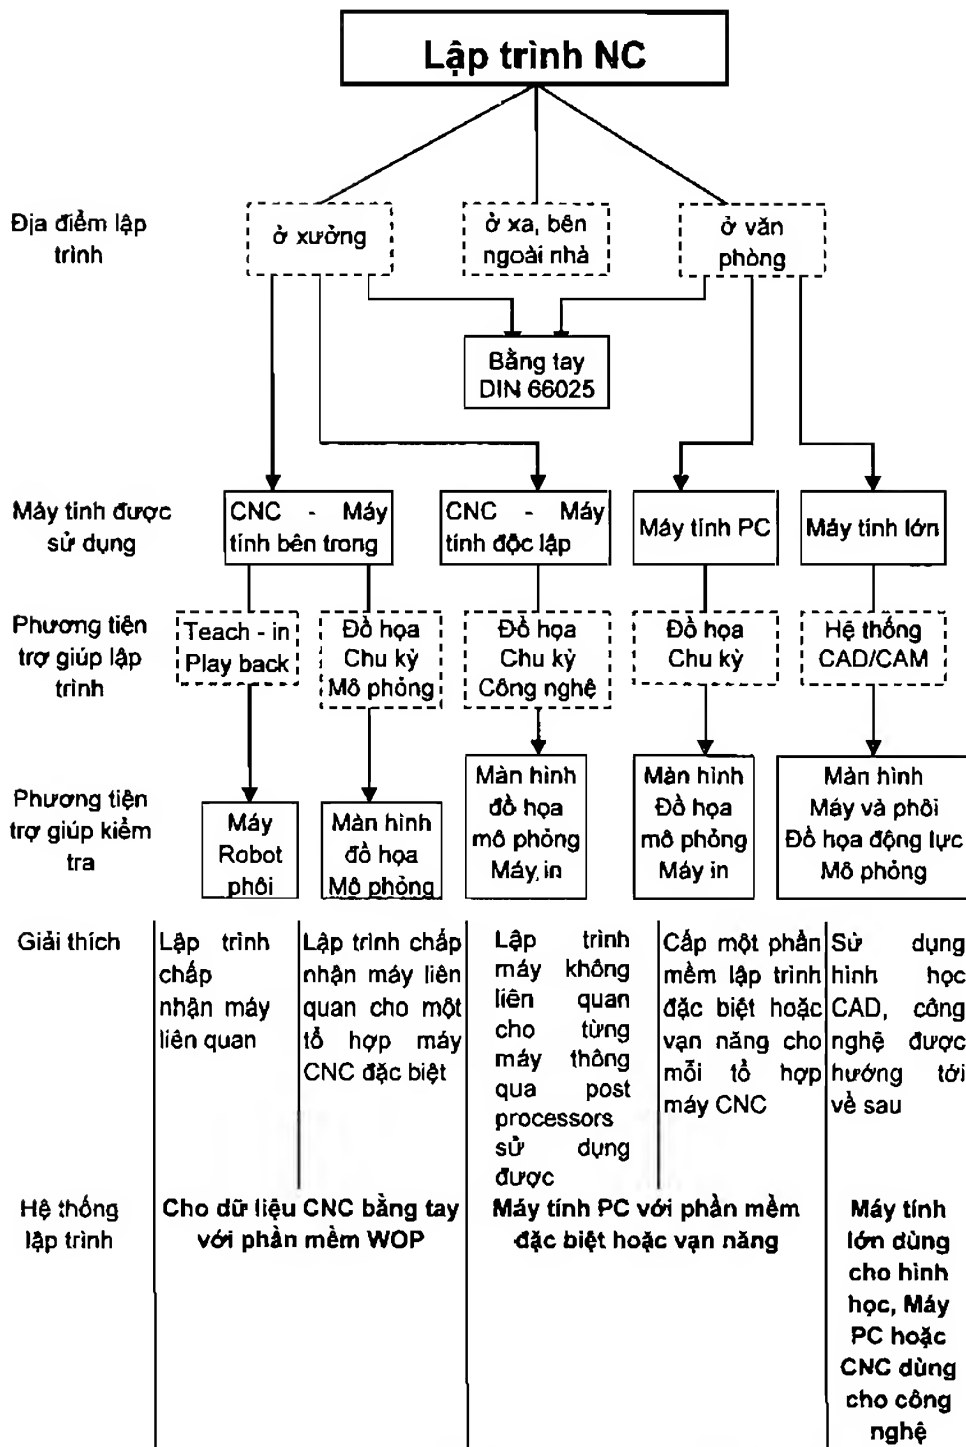 Lập trình NC
Địa điểm lập
trình
ở xưởng
ở xa, bên
ngoài nhà
ở văn
phòng
Bằng tay
DIN 66025
Máy tính được
sử dụng
CNC - Máy
tính bên trong
CNC - Máy
tính độc lập
Máy tính PC
Máy tính lớn
Phương tiện
trợ giúp lập
trình
Teach - in
Play back
Đồ họa
Chu kỳ
Mô phỏng
Đồ họa
Chu kỳ
Công nghệ
Đồ họa
Chu kỳ
Hệ thống
CAD/CAM
Phương tiện
trợ giúp kiểm
tra
Máy
Robot
phôi
Màn hình
đồ họa
Mô phỏng
Màn hình
đồ họa
mô phỏng
Máy in
Màn hình
Đồ họa
mô phỏng
Máy in
Màn hình
Máy và phôi
Đồ họa động lực
Mô phỏng
Giải thích
Lập trình
chấp
nhận máy
liên quan
Lập trình chấp
nhận máy liên
quan cho một
tổ hợp máy
CNC đặc biệt
Lập trình
máy không
liên quan
cho từng
máy thông
qua post
processors
sử dụng
được
Cấp một phần
mềm lập trình
đặc biệt hoặc
vạn năng cho
mỗi tổ hợp
máy CNC
Sử dụng
hình học
CAD, công
nghệ được
hướng tới
về sau
Hệ thống
lập trình
Cho dữ liệu CNC bằng tay
với phần mềm WOP
Máy tính PC với phần mềm
đặc biệt hoặc vạn năng
Máy tính
lớn dùng
cho hình
học, Máy
PC hoặc
CNC dùng
cho công
nghệ